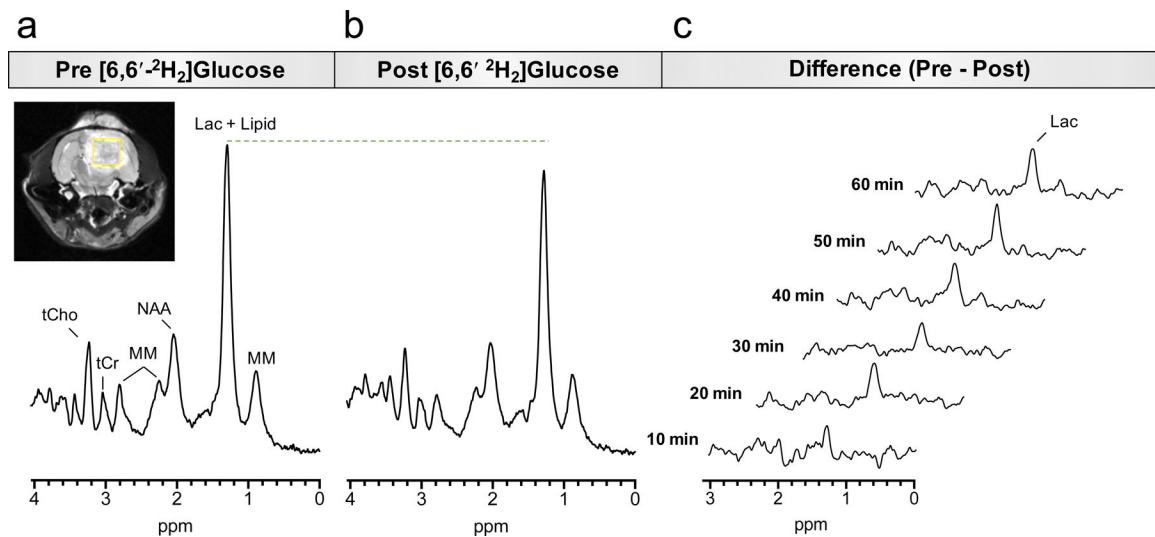 a
b
c
Pre [6,6′-²H₂]Glucose
Post [6,6′ ²H₂]Glucose
Difference (Pre - Post)
Lac + Lipid
Lac
60 min
50 min
40 min
30 min
20 min
10 min
tCho
tCr
MM
NAA
MM
4 3 2 1 0
ppm
3 2 1 0
ppm
3 2 1 0
ppm